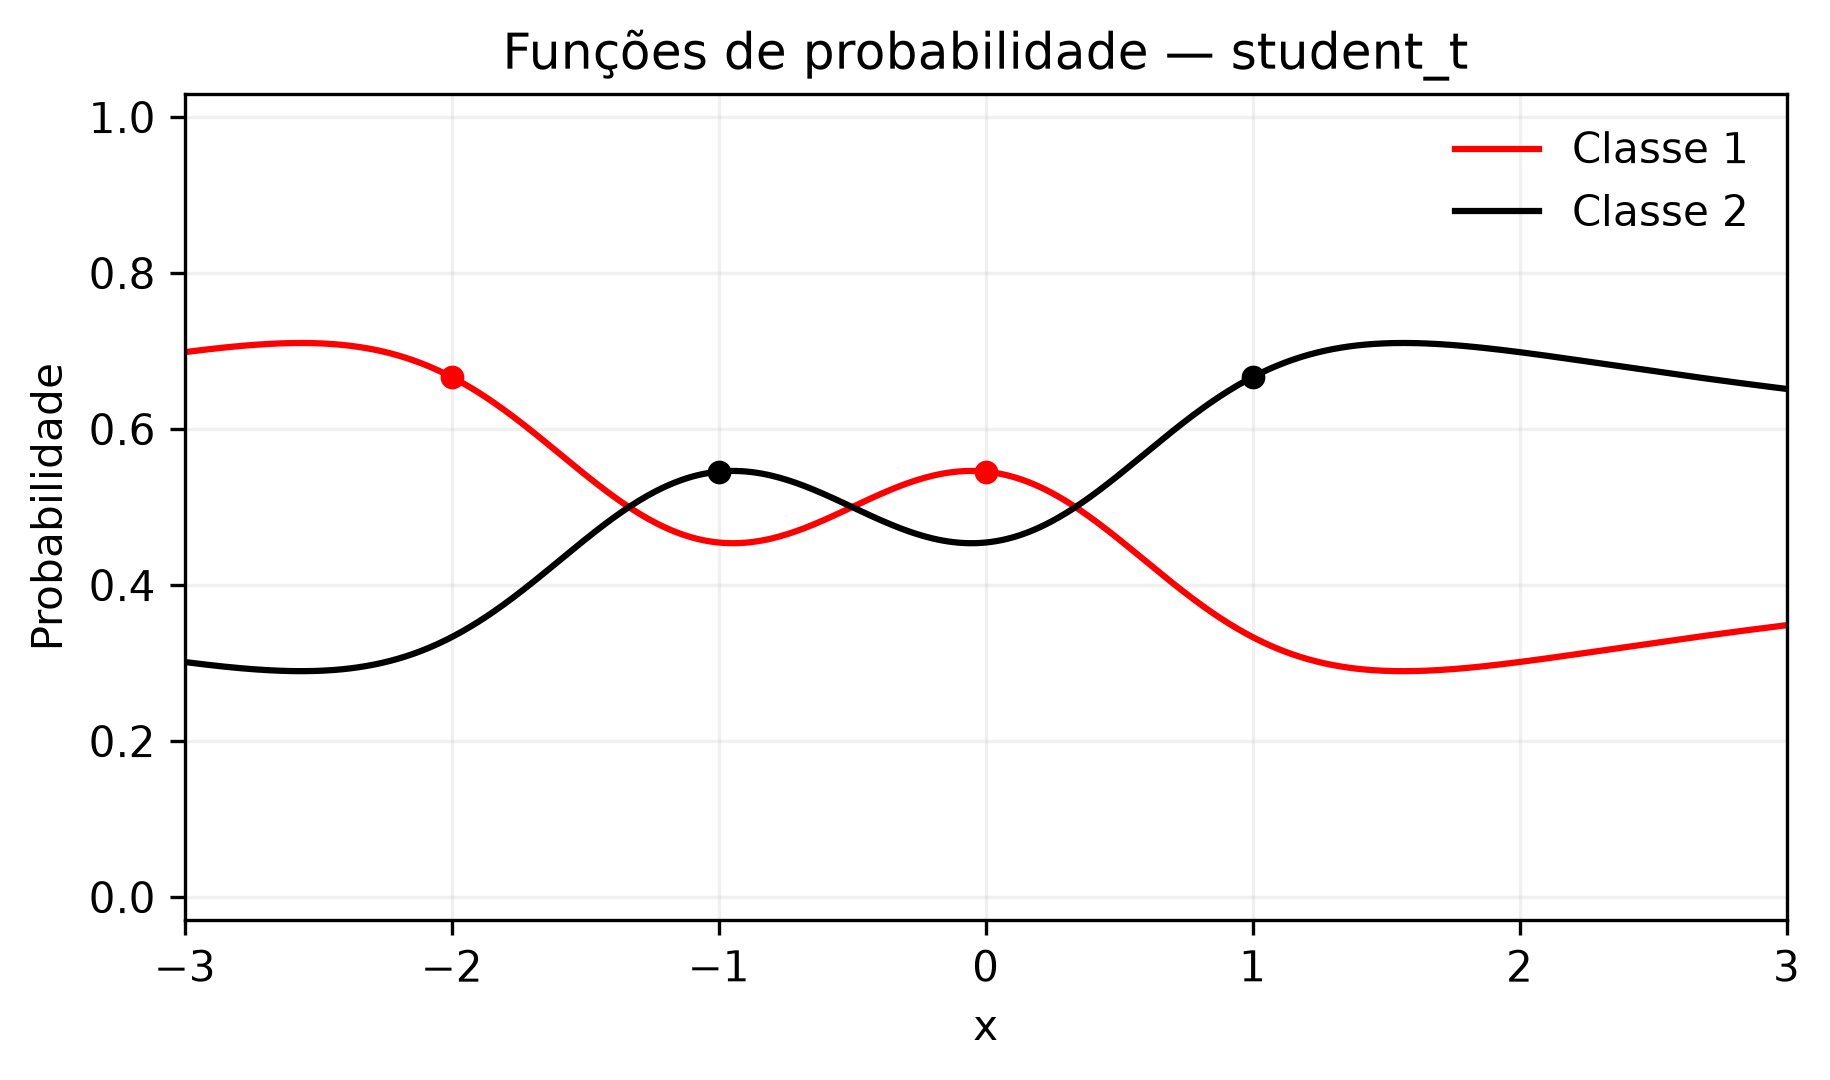 Funções de probabilidade — student_t
Classe 1
Classe 2
Probabilidade
1.0
0.8
0.6
0.4
0.2
0.0
−3 −2 −1 0 1 2 3
x